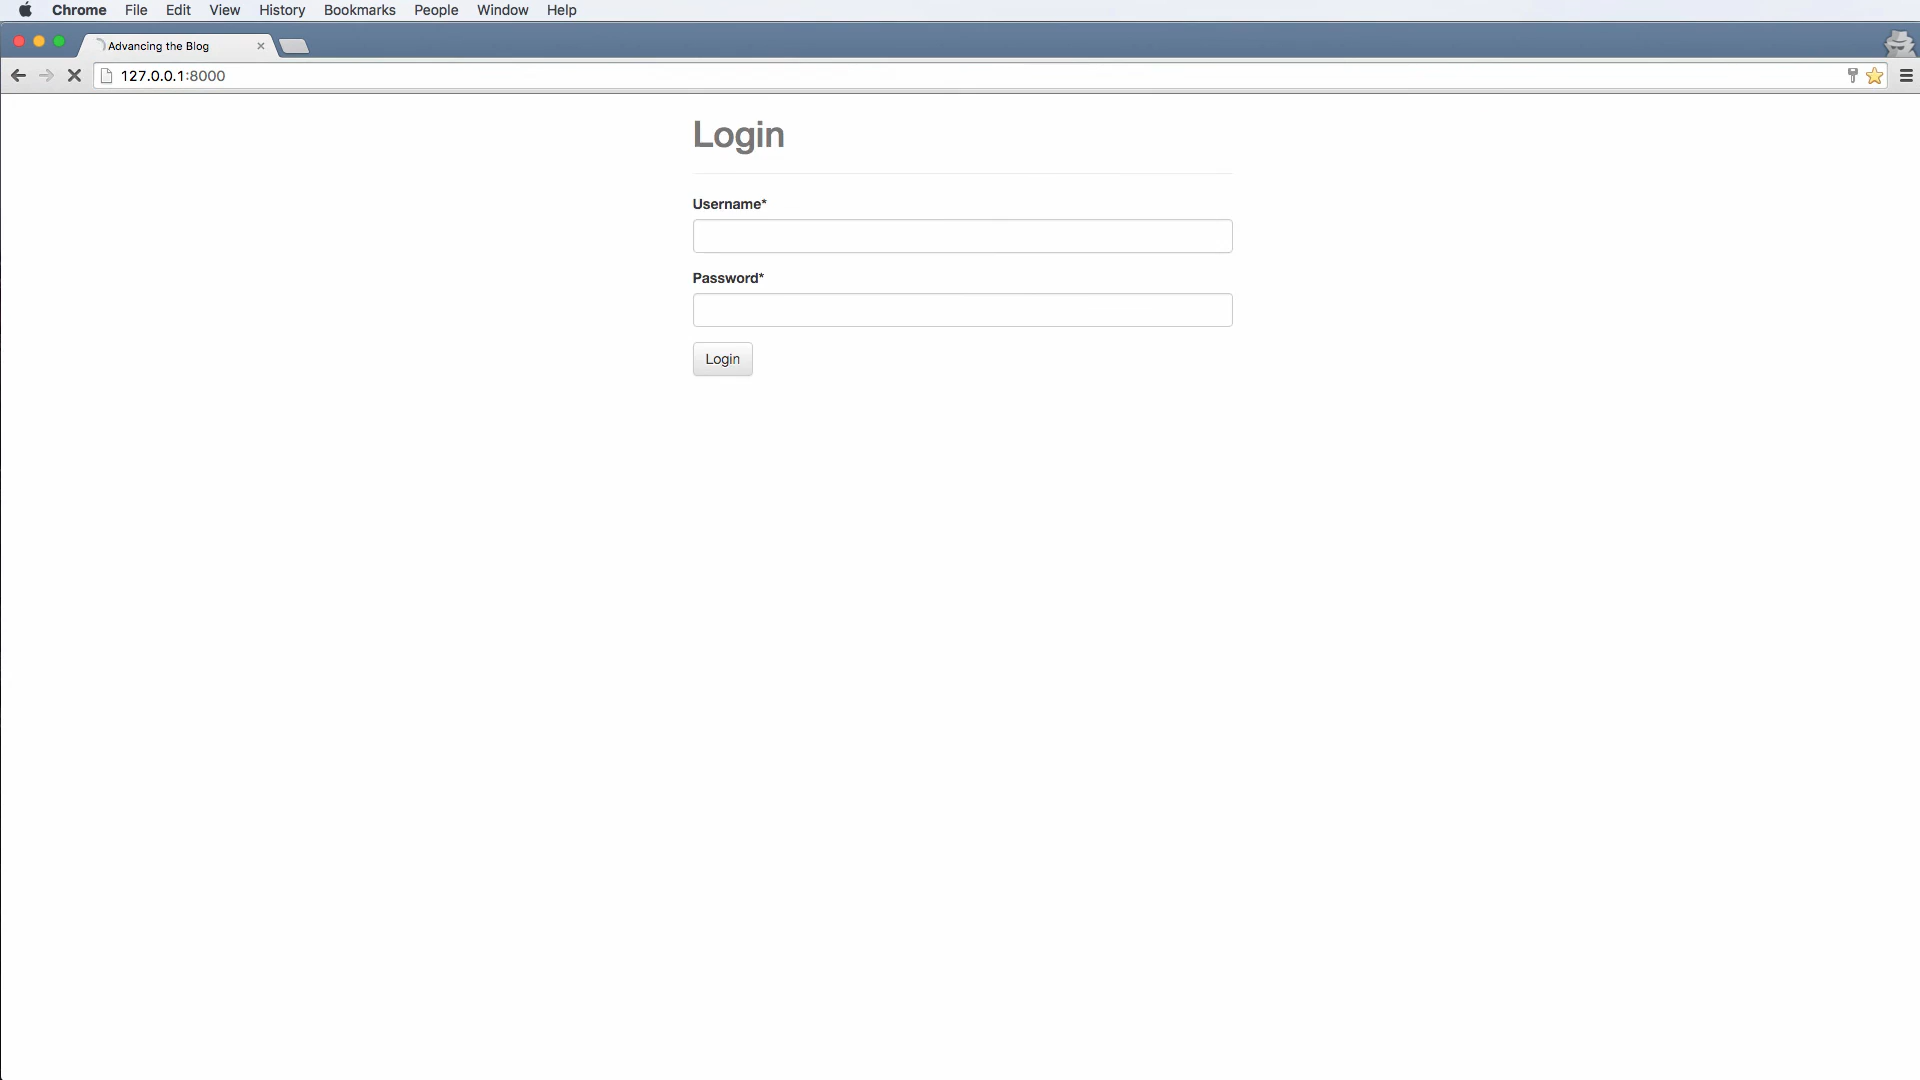 Chrome File Edit View History Bookmarks People Window Help
Advancing the Blog
127.0.0.1:8000
Login
Username*
Password*
Login